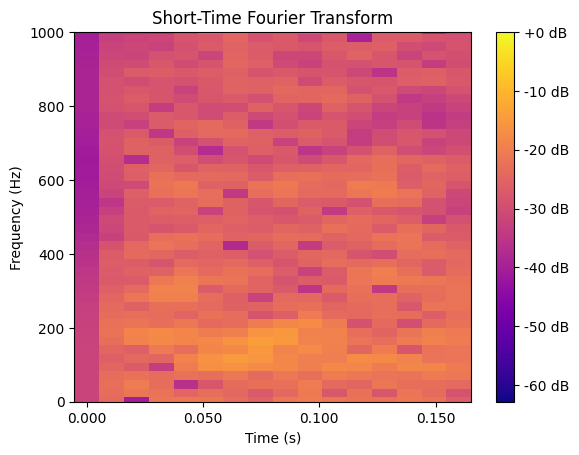 Short-Time Fourier Transform
1000
800
600
400
200
0
Frequency (Hz)
0.000
0.050
0.100
0.150
Time (s)
+0 dB
-10 dB
-20 dB
-30 dB
-40 dB
-50 dB
-60 dB